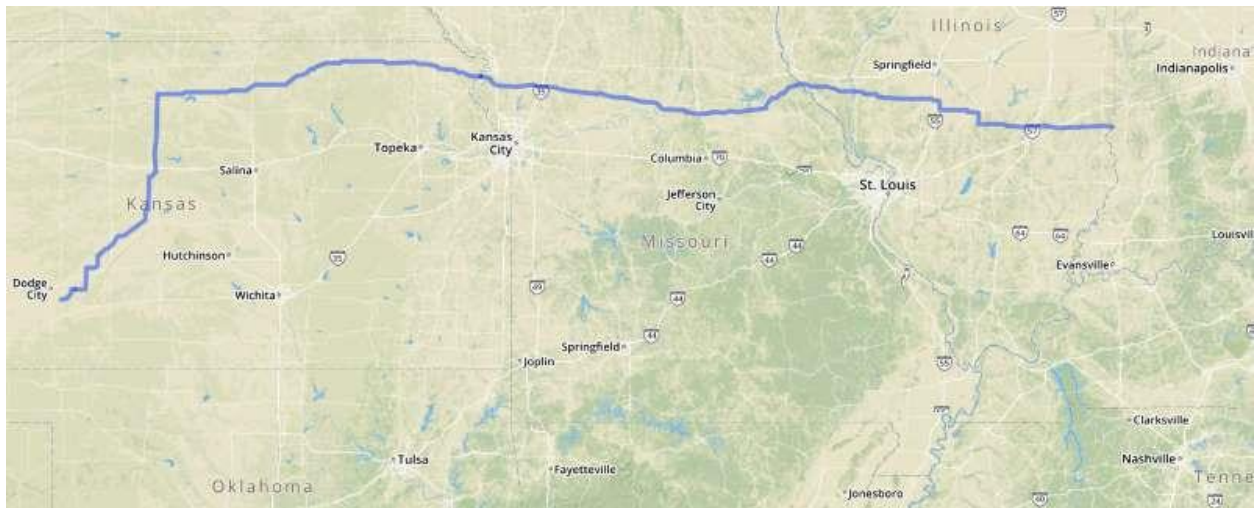 57
57
Illinois
Indiana
Springfield
Indianapolis
35
55
57
Kansas
City
Topeka
Columbia
70
Salina
St. Louis
Jefferson
City
Kansas
Missouri
64
64
Louisvil
Hutchinson
35
44
44
Evansville
Dodge
City
Wichita
49
44
Springfield
44
Joplin
55
Clarksville
Tulsa
Fayetteville
Nashville
Oklahoma
Tenne
Jonesboro
40
24